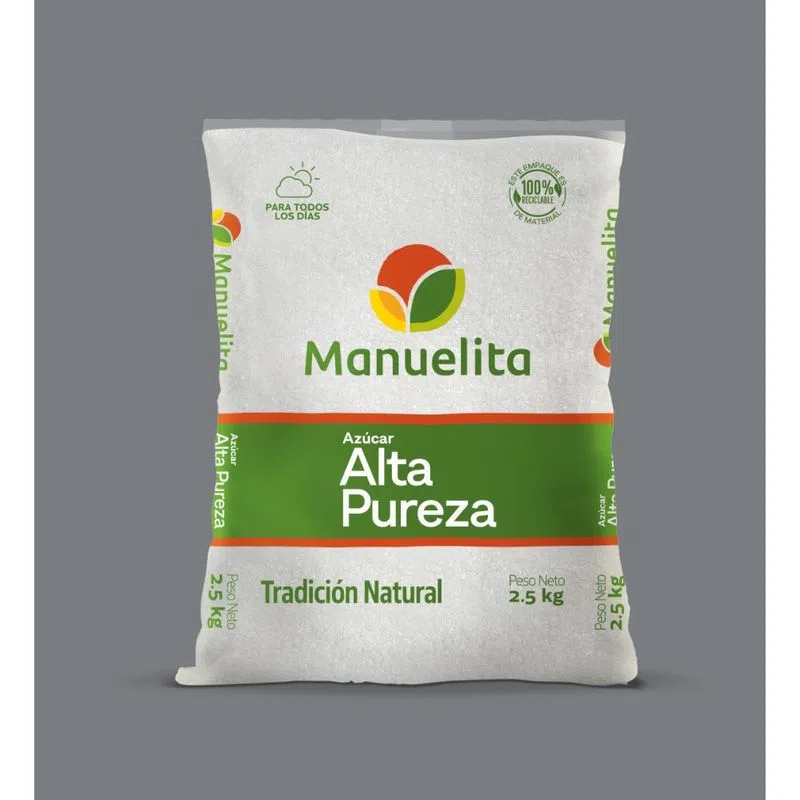 PARA TODOS
LOS DÍAS
ESTE EMPAQUE ES
100%
RECICLABLE
DE MATERIAL
Manuelita
Manuelita
Manuelita
Azúcar
Alta
Pureza
Azúcar
Alta Pureza
Azúcar
Alta
Tradición Natural
Peso Neto
2.5 kg
Peso Neto
2.5 kg
Peso Neto
2.5 kg